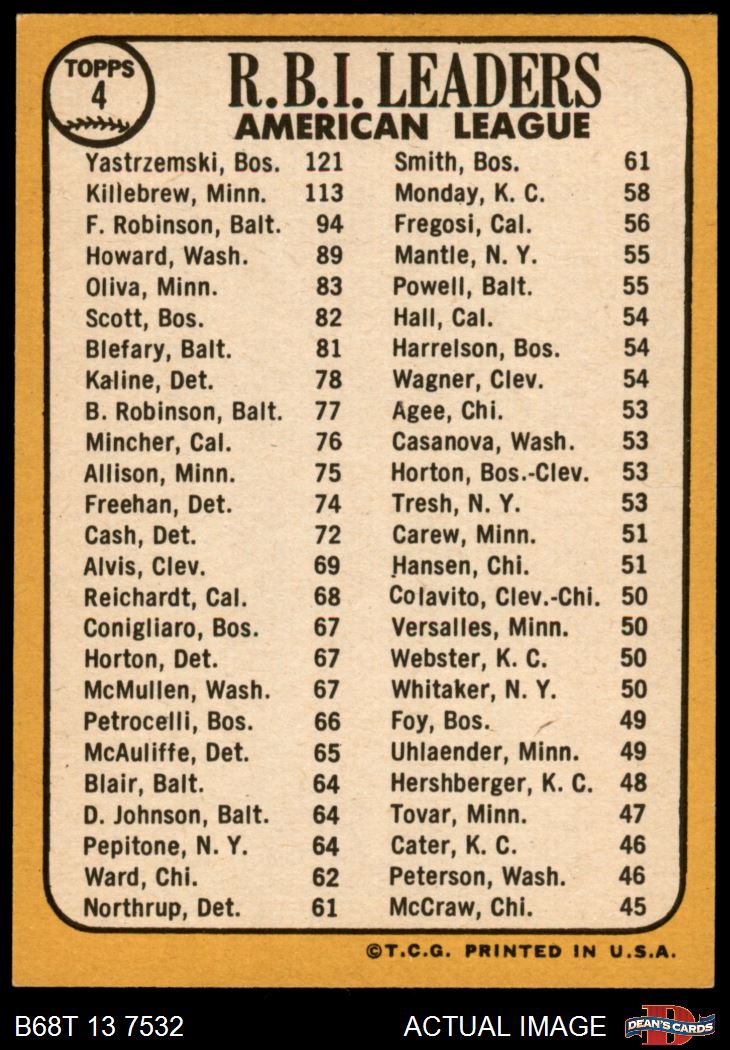 TOPPS
4
R.B.I. LEADERS
AMERICAN LEAGUE
Yastrzemski, Bos. 121
Killebrew, Minn. 113
F. Robinson, Balt. 94
Howard, Wash. 89
Oliva, Minn. 83
Scott, Bos. 82
Blefary, Balt. 81
Kaline, Det. 78
B. Robinson, Balt. 77
Mincher, Cal. 76
Allison, Minn. 75
Freehan, Det. 74
Cash, Det. 72
Alvis, Clev. 69
Reichardt, Cal. 68
Conigliaro, Bos. 67
Horton, Det. 67
McMullen, Wash. 67
Petrocelli, Bos. 66
McAuliffe, Det. 65
Blair, Balt. 64
D. Johnson, Balt. 64
Pepitone, N. Y. 64
Ward, Chi. 62
Northrup, Det. 61
Smith, Bos. 61
Monday, K. C. 58
Fregosi, Cal. 56
Mantle, N. Y. 55
Powell, Balt. 55
Hall, Cal. 54
Harrelson, Bos. 54
Wagner, Clev. 54
Agee, Chi. 53
Casanova, Wash. 53
Horton, Bos.-Clev. 53
Tresh, N. Y. 53
Carew, Minn. 51
Hansen, Chi. 51
Colavito, Clev.-Chi. 50
Versalles, Minn. 50
Webster, K. C. 50
Whitaker, N. Y. 50
Foy, Bos. 49
Uhlaender, Minn. 49
Hershberger, K. C. 48
Tovar, Minn. 47
Cater, K. C. 46
Peterson, Wash. 46
McCraw, Chi. 45
©T.C.G. PRINTED IN U.S.A.
B68T 13 7532
ACTUAL IMAGE
D
DEAN'S CARDS